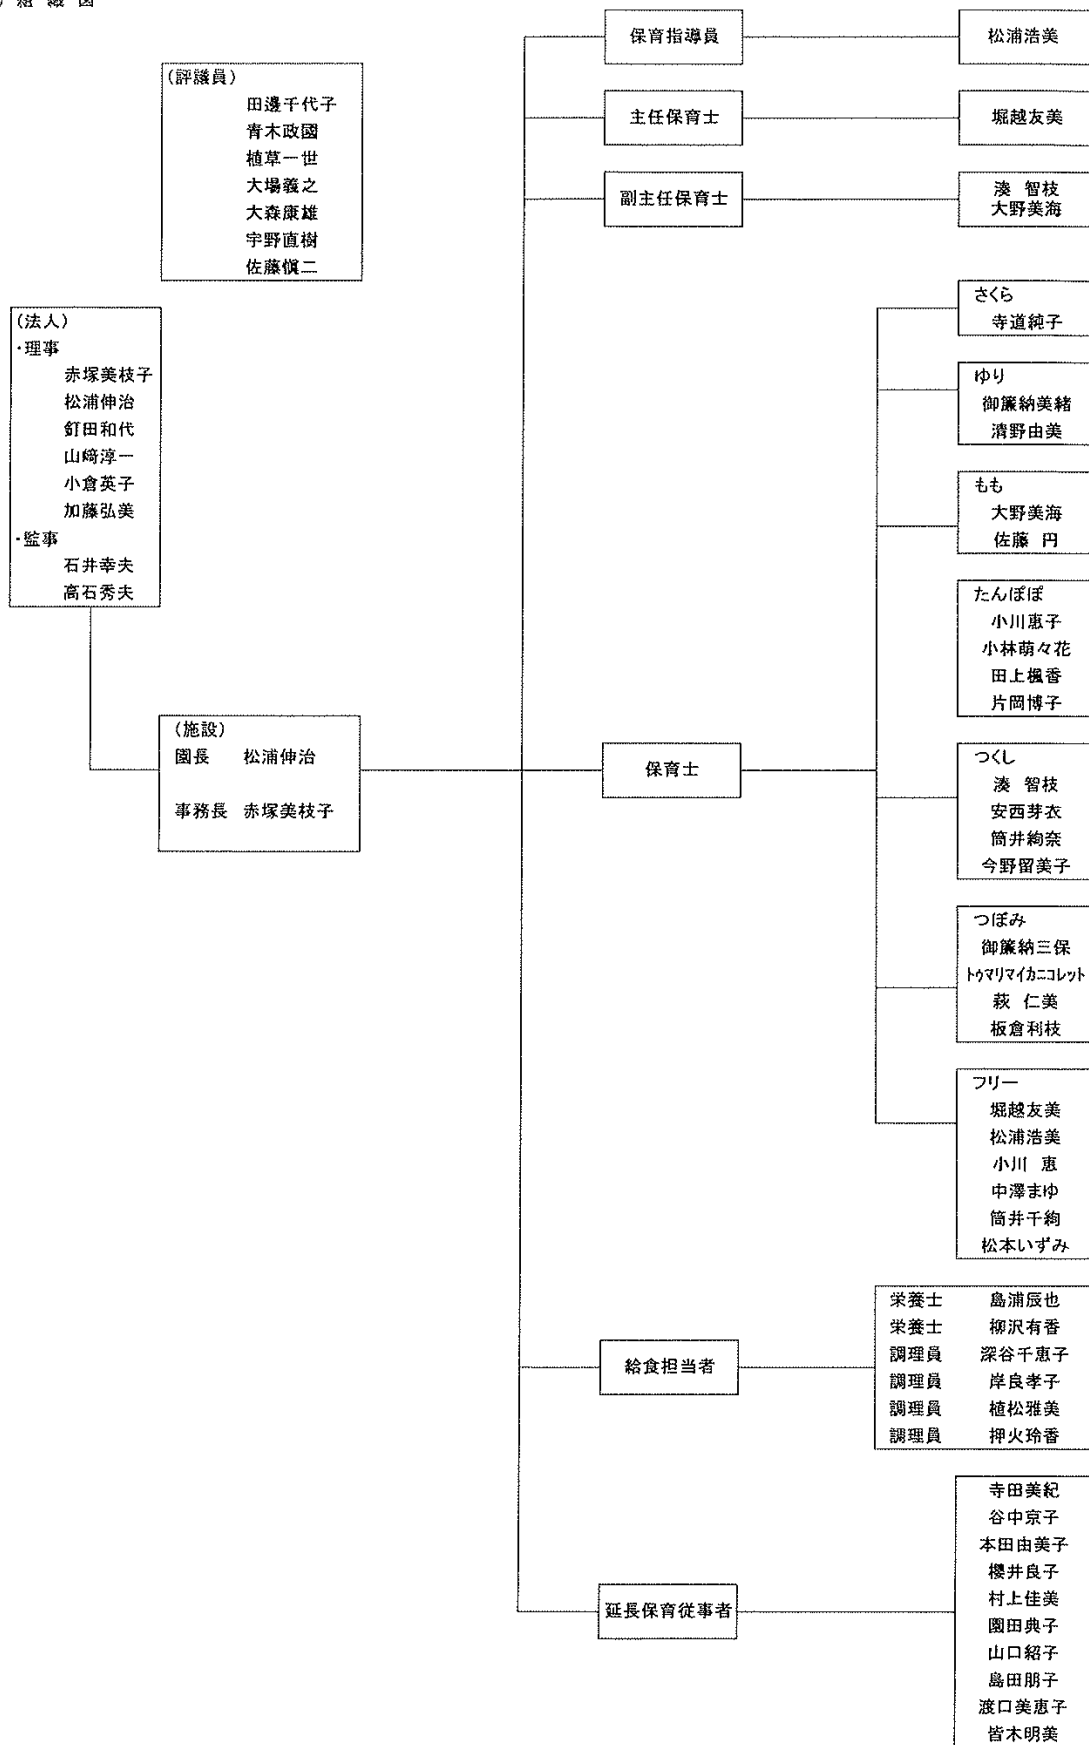 組 織 図
(評議員)
田邊千代子
青木政國
植草一世
大場義之
大森康雄
宇野直樹
佐藤愼二
(法人)
・理事
赤塚美枝子
松浦伸治
釘田和代
山﨑淳一
小倉英子
加藤弘美
・監事
石井幸夫
高石秀夫
(施設)
園長 松浦伸治
事務長 赤塚美枝子
保育指導員
松浦浩美
主任保育士
堀越友美
副主任保育士
湊 智枝
大野美海
保育士
さくら
寺道純子
ゆり
御簾納美緒
清野由美
もも
大野美海
佐藤 円
たんぽぽ
小川恵子
小林萌々花
田上楓香
片岡博子
つくし
湊 智枝
安西芽衣
筒井絢奈
今野留美子
つぼみ
御簾納三保
トゥマリマイカニコレット
萩 仁美
板倉利枝
フリー
堀越友美
松浦浩美
小川 恵
中澤まゆ
筒井千絢
松本いずみ
給食担当者
栄養士 島浦辰也
栄養士 柳沢有香
調理員 深谷千恵子
調理員 岸良孝子
調理員 植松雅美
調理員 押火玲香
延長保育従事者
寺田美紀
谷中京子
本田由美子
櫻井良子
村上佳美
園田典子
山口紹子
島田朋子
渡口美恵子
皆木明美